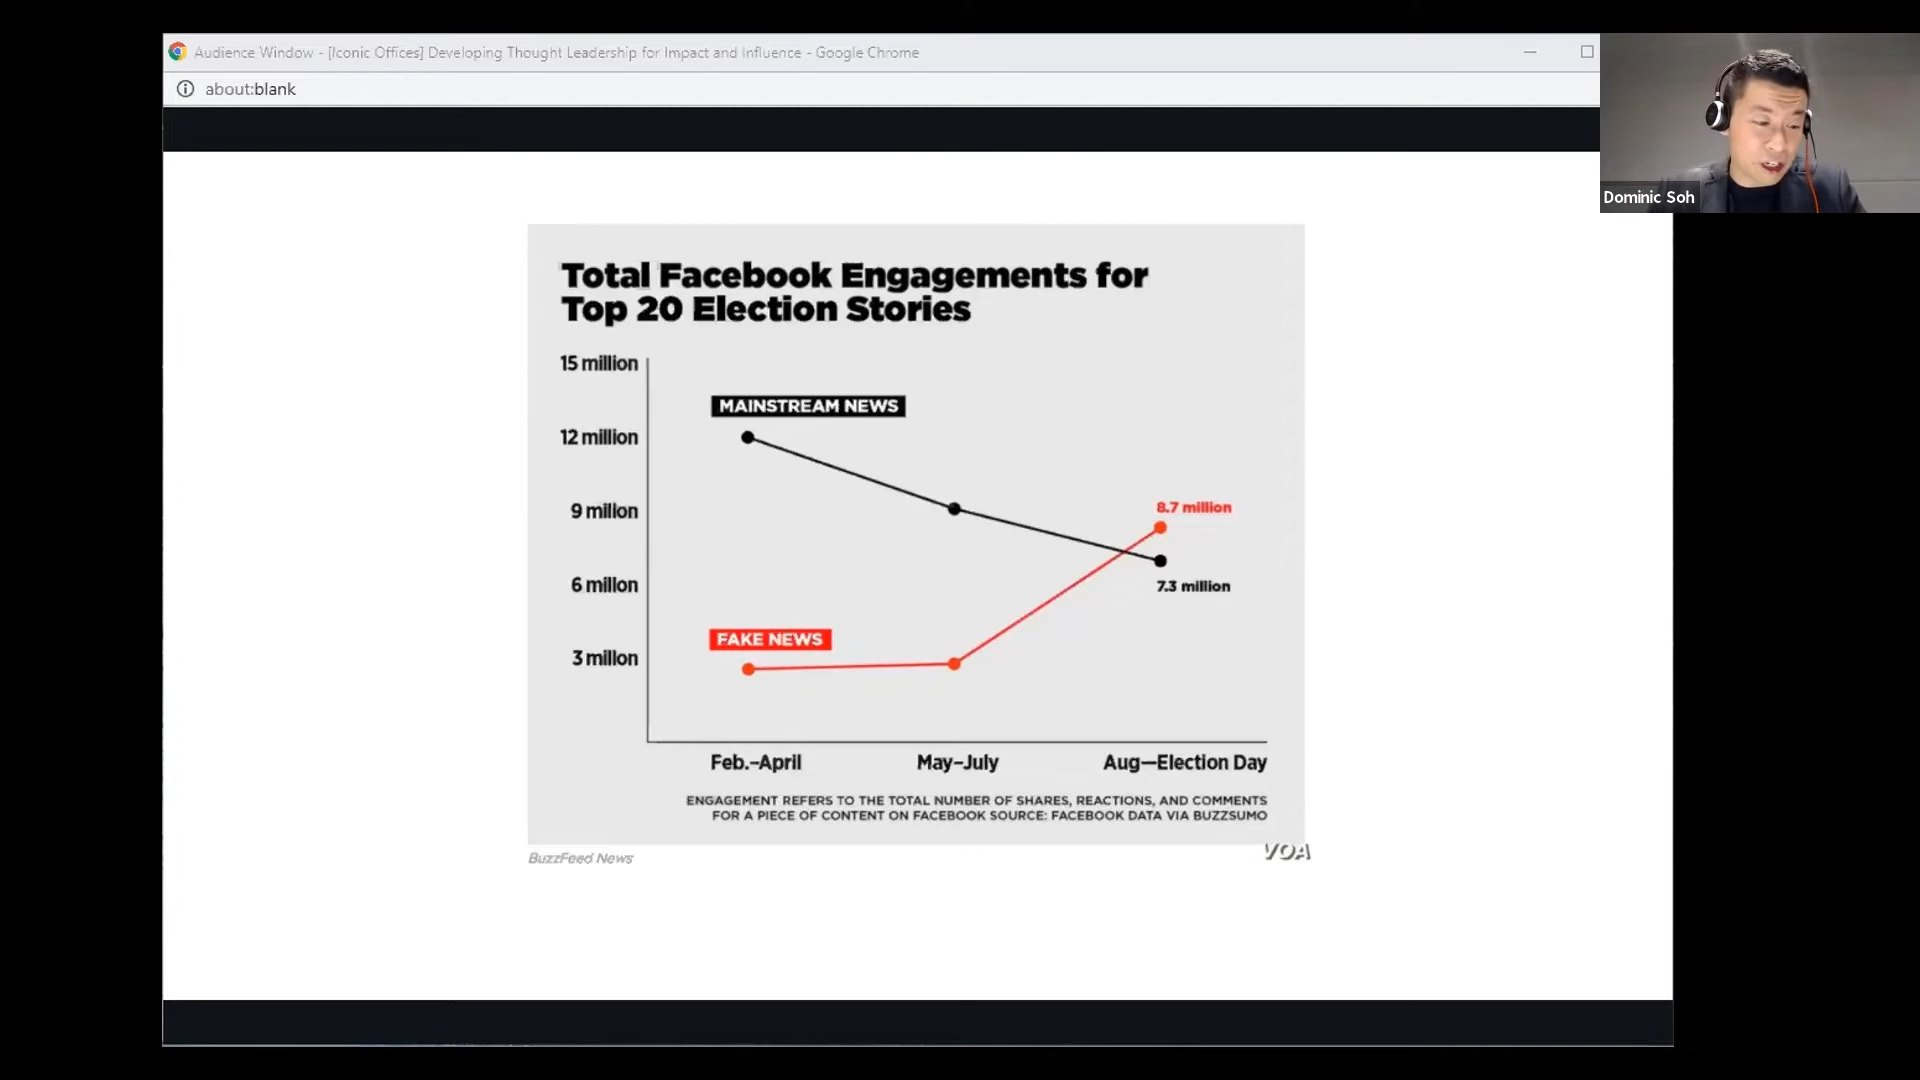 Audience Window - [Iconic Offices] Developing Thought Leadership for Impact and Influence - Google Chrome
about:blank
Dominic Soh
Total Facebook Engagements for
Top 20 Election Stories
15 million
MAINSTREAM NEWS
12 million
8.7 million
9 millon
7.3 million
6 millon
FAKE NEWS
3 millon
Feb.–April May–July Aug—Election Day
ENGAGEMENT REFERS TO THE TOTAL NUMBER OF SHARES, REACTIONS, AND COMMENTS
FOR A PIECE OF CONTENT ON FACEBOOK SOURCE: FACEBOOK DATA VIA BUZZSUMO
VOA
BuzzFeed News